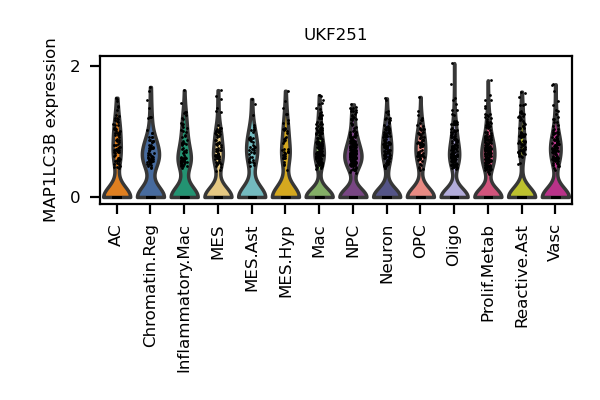 UKF251
MAP1LC3B expression
2
0
AC
Chromatin.Reg
Inflammatory.Mac
MES
MES.Ast
MES.Hyp
Mac
NPC
Neuron
OPC
Oligo
Prolif.Metab
Reactive.Ast
Vasc